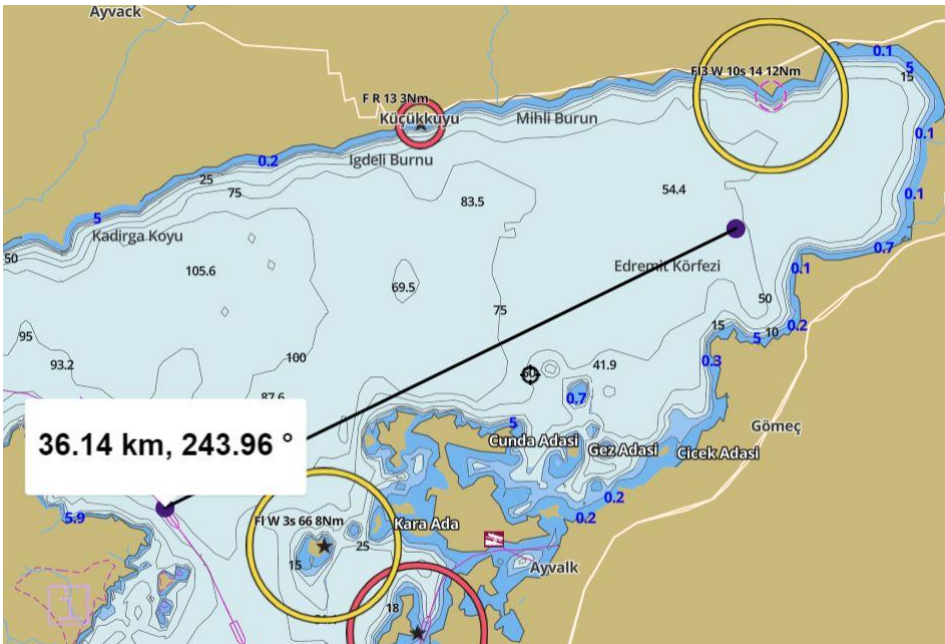 Ayvack
0.1
Fl3 W 10s 14 12Nm
5
15
F R 13 3Nm
Küçükkuyu
Mihli Burun
0.1
0.2
Igdeli Burnu
25
75
83.5
54.4
0.1
5
Kadirga Koyu
0.7
50
105.6
Edremit Körfezi
0.1
69.5
50
75
15
0.2
10
5
95
93.2
100
41.9
0.3
87.6
0.7
36.14 km, 243.96 °
5
Cunda Adasi
Gez Adasi
Cicek Adasi
Gömeç
0.2
5.9
Fl W 3s 66 8Nm
Kara Ada
0.2
25
15
Ayvalk
18